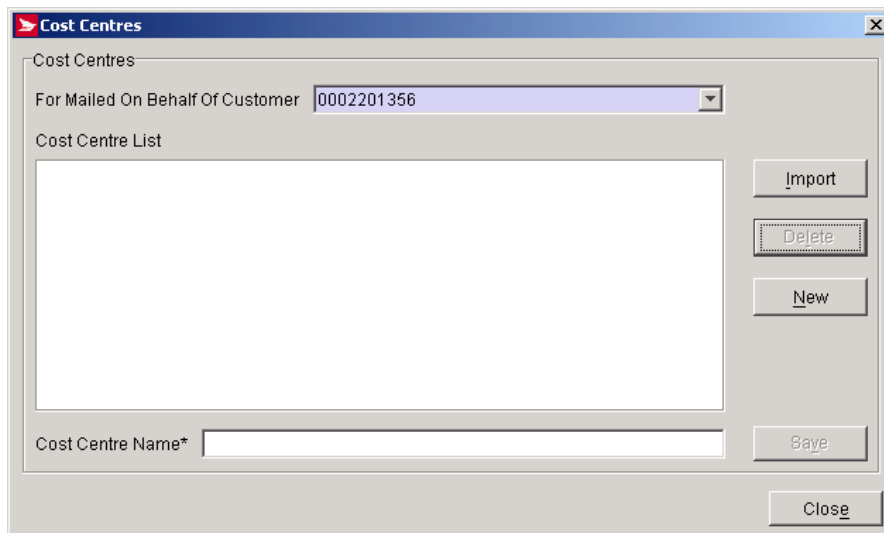 Cost Centres
Cost Centres
For Mailed On Behalf Of Customer 0002201356
Cost Centre List
Import
Delete
New
Cost Centre Name*
Save
Close